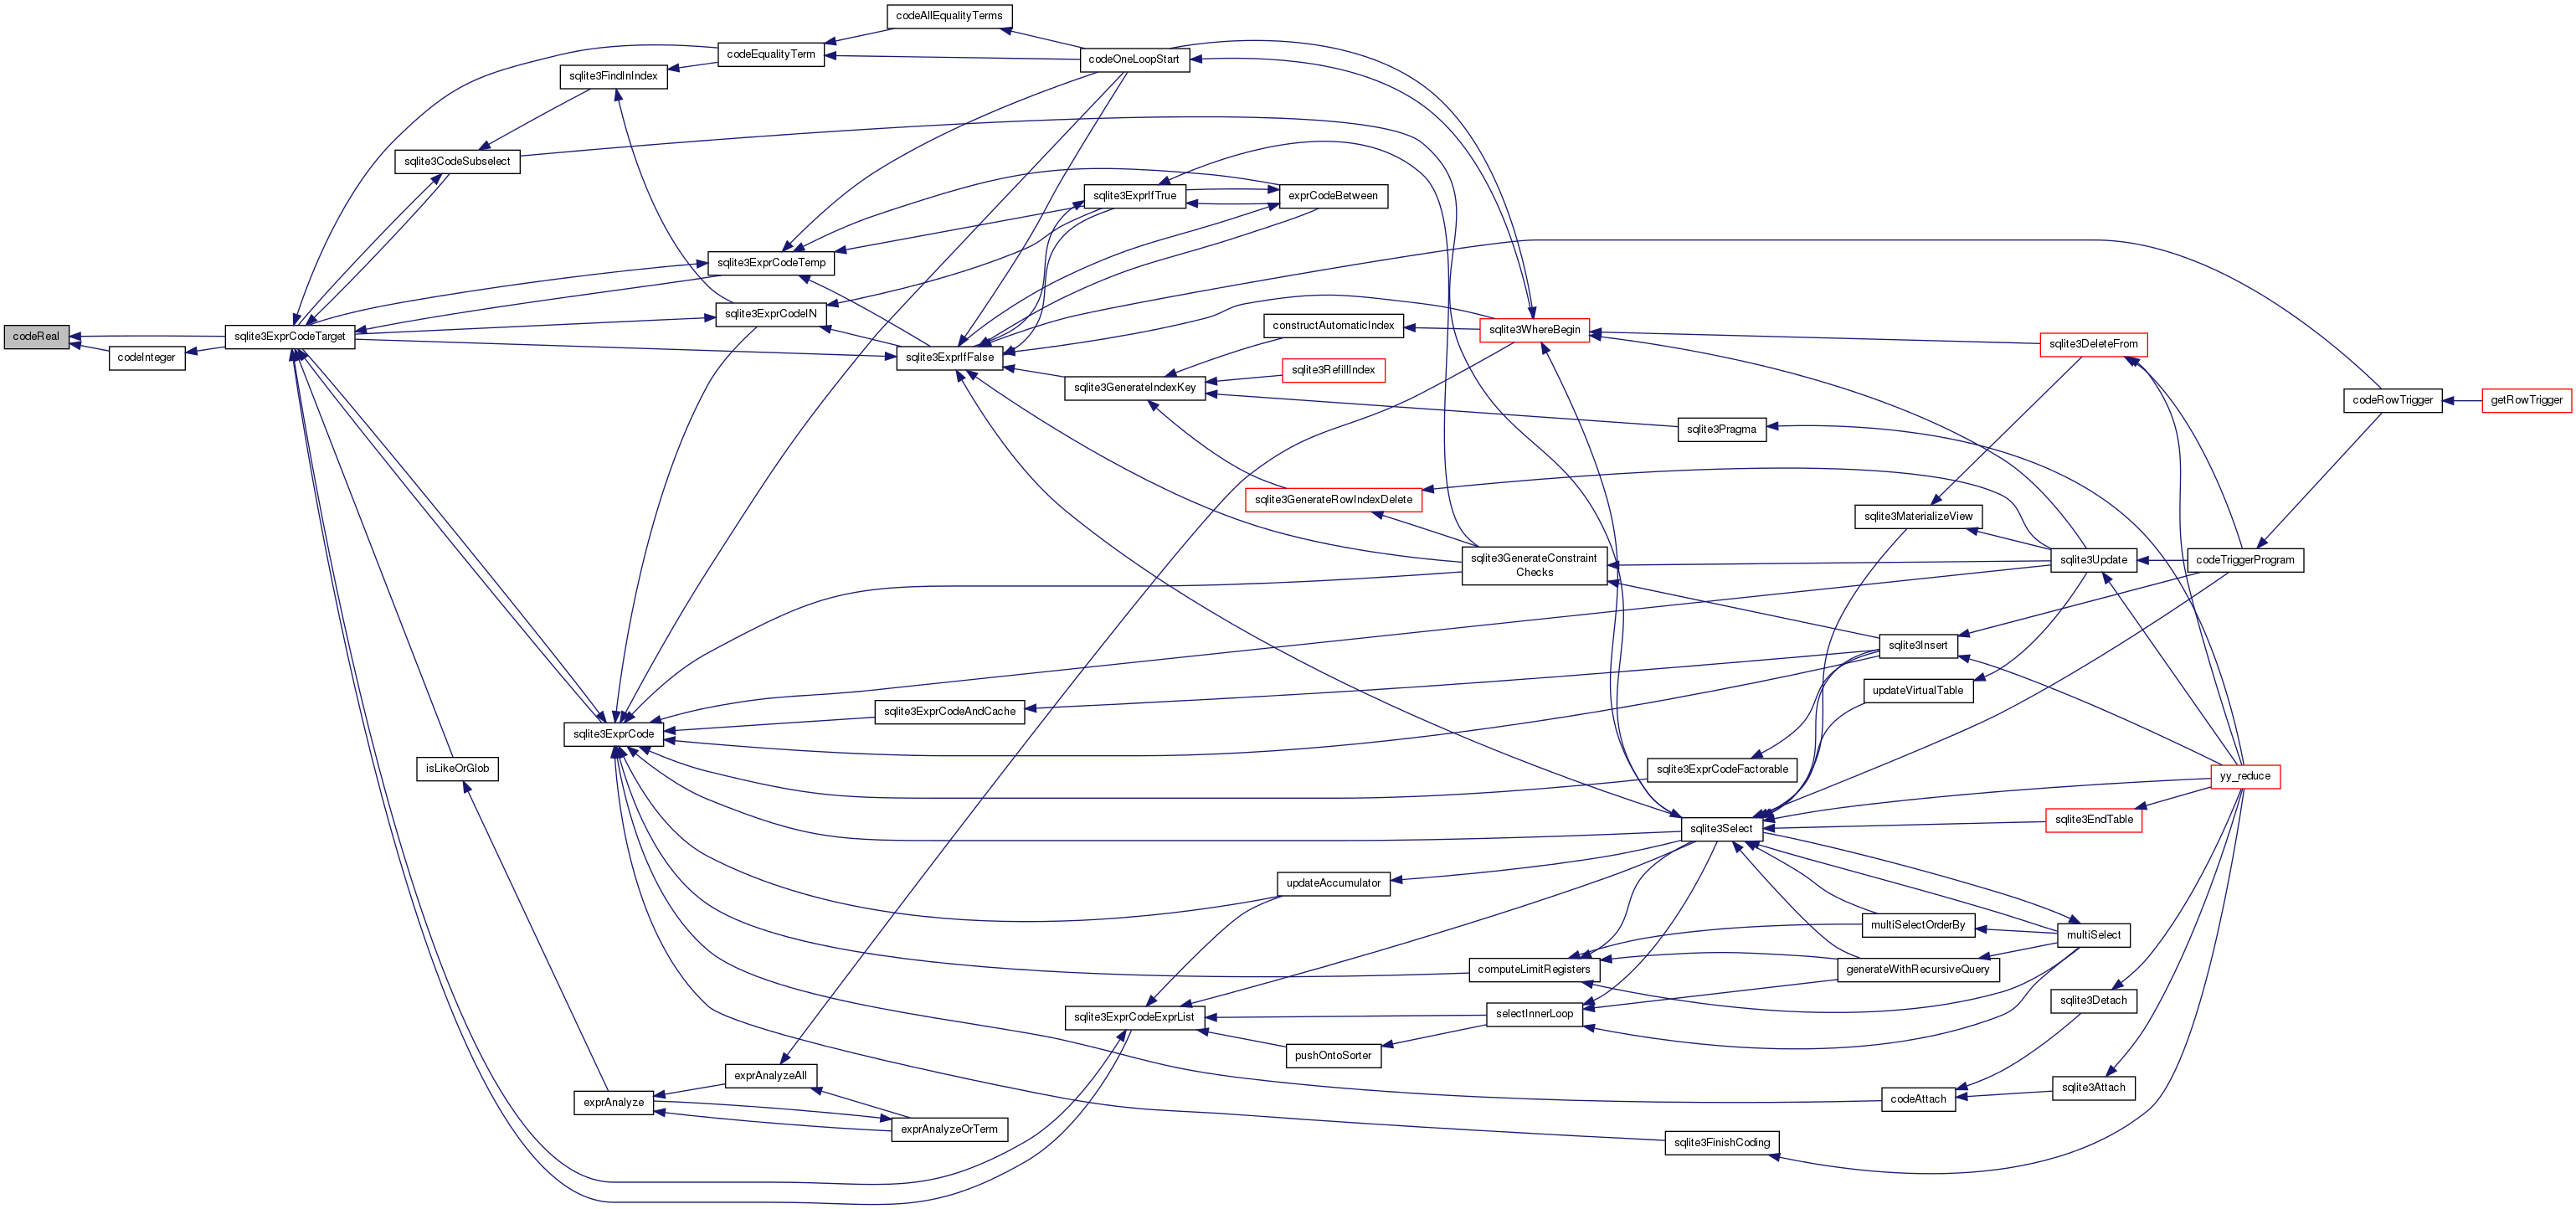 codeReal
codeInteger
sqlite3ExprCodeTarget
sqlite3CodeSubselect
isLikeOrGlob
sqlite3FindInIndex
sqlite3ExprCode
exprAnalyze
codeEqualityTerm
sqlite3ExprCodeTemp
sqlite3ExprCodeIN
exprAnalyzeAll
codeAllEqualityTerms
sqlite3ExprIfFalse
sqlite3ExprCodeAndCache
exprAnalyzeOrTerm
codeOneLoopStart
sqlite3ExprIfTrue
sqlite3GenerateIndexKey
sqlite3ExprCodeExprList
exprCodeBetween
constructAutomaticIndex
sqlite3RefillIndex
sqlite3GenerateRowIndexDelete
updateAccumulator
pushOntoSorter
sqlite3WhereBegin
sqlite3GenerateConstraint
Checks
computeLimitRegisters
selectInnerLoop
sqlite3Pragma
sqlite3ExprCodeFactorable
sqlite3Select
sqlite3FinishCoding
sqlite3MaterializeView
sqlite3Insert
updateVirtualTable
multiSelectOrderBy
generateWithRecursiveQuery
codeAttach
sqlite3DeleteFrom
sqlite3Update
sqlite3EndTable
multiSelect
sqlite3Detach
sqlite3Attach
codeTriggerProgram
yy_reduce
codeRowTrigger
getRowTrigger